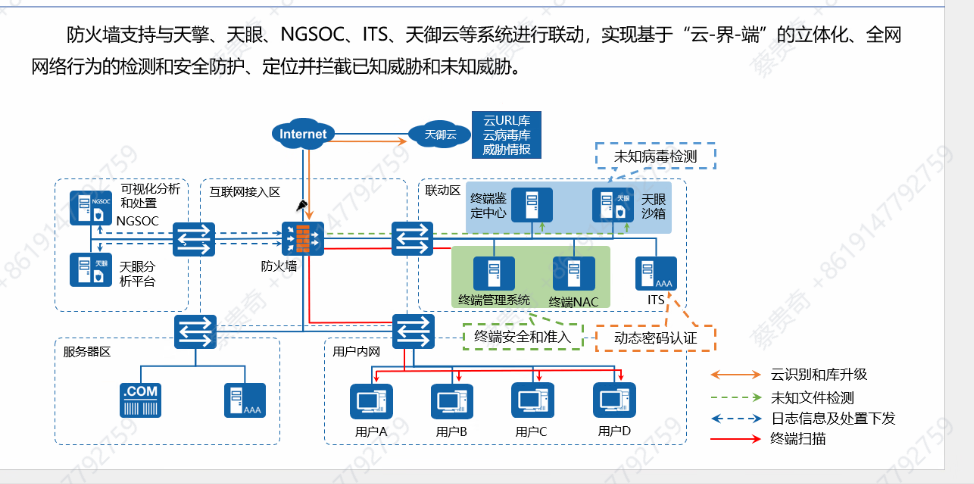 防火墙支持与天擎、天眼、NGSOC、ITS、天御云等系统进行联动，实现基于“云-界-端”的立体化、全网
网络行为的检测和安全防护、定位并拦截已知威胁和未知威胁。
Internet
天御云
云URL库
云病毒库
威胁情报
未知病毒检测
可视化分析
和处置
NGSOC
NGSOC
互联网接入区
联动区
终端鉴
定中心
天眼
天眼
沙箱
天眼
天眼分
析平台
防火墙
终端管理系统
终端NAC
AAA
ITS
终端安全和准入
动态密码认证
服务器区
用户内网
.COM
AAA
用户A
用户B
用户C
用户D
云识别和库升级
未知文件检测
日志信息及处置下发
终端扫描
蔡贵奇 +8619147792759